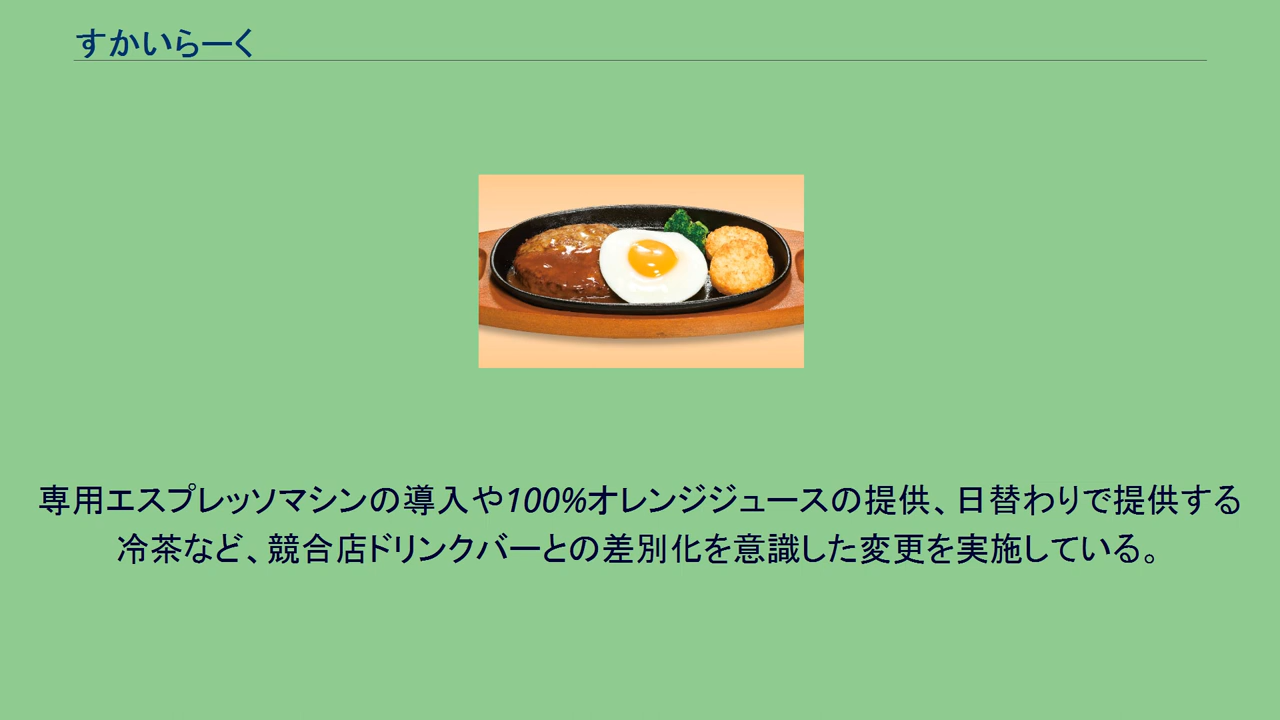 すかいらーく
専用エスプレッソマシンの導入や100%オレンジジュースの提供、日替わりで提供する
冷茶など、競合店ドリンクバーとの差別化を意識した変更を実施している。